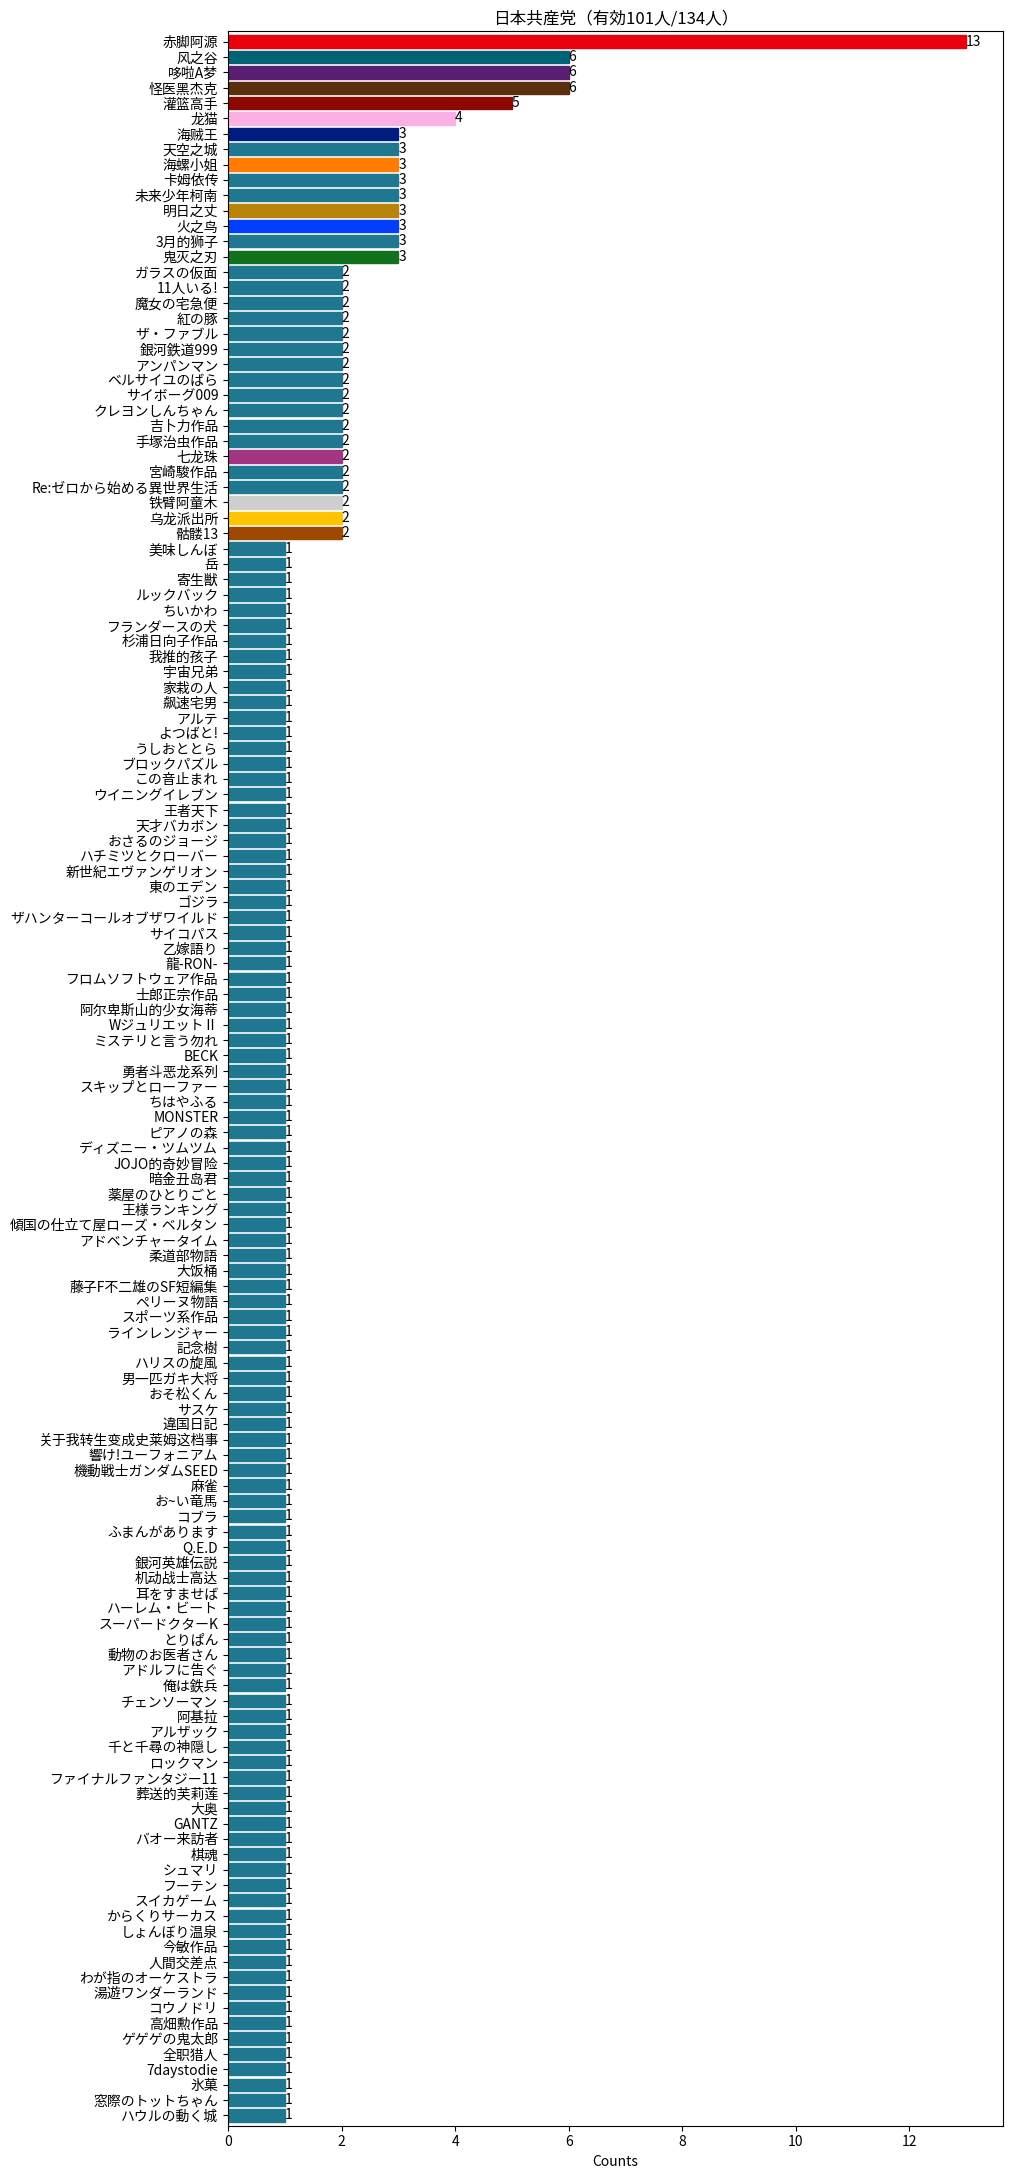 日本共産党（有効101人/134人）
赤脚阿源 13
风之谷 6
哆啦A梦 6
怪医黑杰克 6
灌篮高手 5
龙猫 4
海贼王 3
天空之城 3
海螺小姐 3
卡姆依传 3
未来少年柯南 3
明日之丈 3
火之鸟 3
3月的狮子 3
鬼灭之刃 3
ガラスの仮面 2
11人いる! 2
魔女の宅急便 2
紅の豚 2
ザ・ファブル 2
銀河鉄道999 2
アンパンマン 2
ベルサイユのばら 2
サイボーグ009 2
クレヨンしんちゃん 2
吉卜力作品 2
手塚治虫作品 2
七龙珠 2
宮崎駿作品 2
Re:ゼロから始める異世界生活 2
铁臂阿童木 2
乌龙派出所 2
骷髅13 2
美味しんぼ 1
岳 1
寄生獣 1
ルックバック 1
ちいかわ 1
フランダースの犬 1
杉浦日向子作品 1
我推的孩子 1
宇宙兄弟 1
家栽の人 1
飙速宅男 1
アルテ 1
よつばと! 1
うしおととら 1
ブロックパズル 1
この音止まれ 1
ウイニングイレブン 1
王者天下 1
天才バカボン 1
おさるのジョージ 1
ハチミツとクローバー 1
新世紀エヴァンゲリオン 1
東のエデン 1
ゴジラ 1
ザハンターコールオブザワイルド 1
サイコパス 1
乙嫁語り 1
龍-RON- 1
フロムソフトウェア作品 1
士郎正宗作品 1
阿尔卑斯山的少女海蒂 1
WジュリエットⅡ 1
ミステリと言う勿れ 1
BECK 1
勇者斗恶龙系列 1
スキップとローファー 1
ちはやふる 1
MONSTER 1
ピアノの森 1
ディズニー・ツムツム 1
JOJO的奇妙冒险 1
暗金丑岛君 1
薬屋のひとりごと 1
王様ランキング 1
傾国の仕立て屋ローズ・ベルタン 1
アドベンチャータイム 1
柔道部物語 1
大饭桶 1
藤子F不二雄のSF短編集 1
ペリーヌ物語 1
スポーツ系作品 1
ラインレンジャー 1
記念樹 1
ハリスの旋風 1
男一匹ガキ大将 1
おそ松くん 1
サスケ 1
違国日記 1
关于我转生变成史莱姆这档事 1
響け!ユーフォニアム 1
機動戦士ガンダムSEED 1
麻雀 1
お~い竜馬 1
コブラ 1
ふまんがあります 1
Q.E.D 1
銀河英雄伝説 1
机动战士高达 1
耳をすませば 1
ハーレム・ビート 1
スーパードクターK 1
とりぱん 1
動物のお医者さん 1
アドルフに告ぐ 1
俺は鉄兵 1
チェンソーマン 1
阿基拉 1
アルザック 1
千と千尋の神隠し 1
ロックマン 1
ファイナルファンタジー11 1
葬送的芙莉莲 1
大奥 1
GANTZ 1
バオー来訪者 1
棋魂 1
シュマリ 1
フーテン 1
スイカゲーム 1
からくりサーカス 1
しょんぼり温泉 1
今敏作品 1
人間交差点 1
わが指のオーケストラ 1
湯遊ワンダーランド 1
コウノドリ 1
高畑勲作品 1
ゲゲゲの鬼太郎 1
全职猎人 1
7daystodie 1
氷菓 1
窓際のトットちゃん 1
ハウルの動く城 1
0 2 4 6 8 10 12
Counts